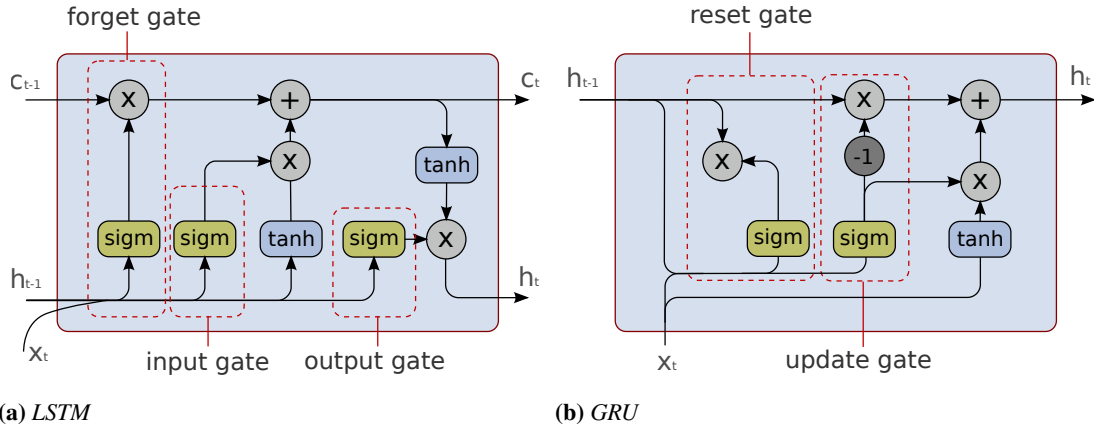 forget gate
reset gate
Cₜ₋₁
Cₜ
hₜ₋₁
hₜ
x
+
x
+
x
-1
tanh
x
x
x
sigm
sigm
tanh
sigm
x
sigm
sigm
tanh
hₜ₋₁
hₜ
xₜ
xₜ
input gate
output gate
update gate
(a) LSTM
(b) GRU